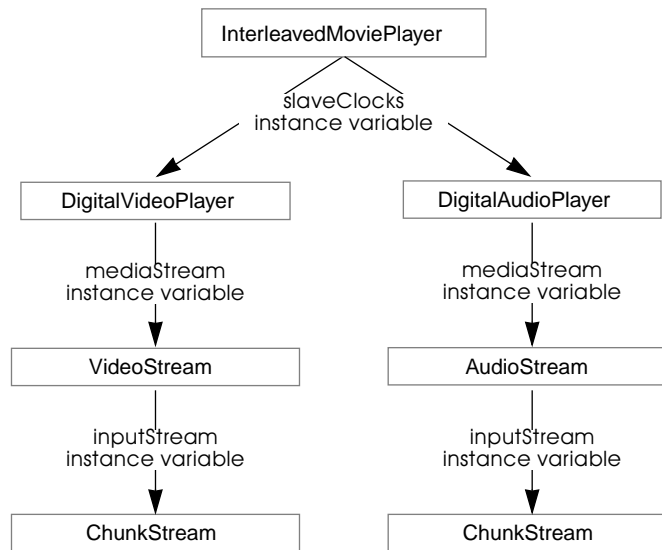 InterleavedMoviePlayer
slaveClocks
instance variable
DigitalVideoPlayer
DigitalAudioPlayer
mediaStream
instance variable
mediaStream
instance variable
VideoStream
AudioStream
inputStream
instance variable
inputStream
instance variable
ChunkStream
ChunkStream